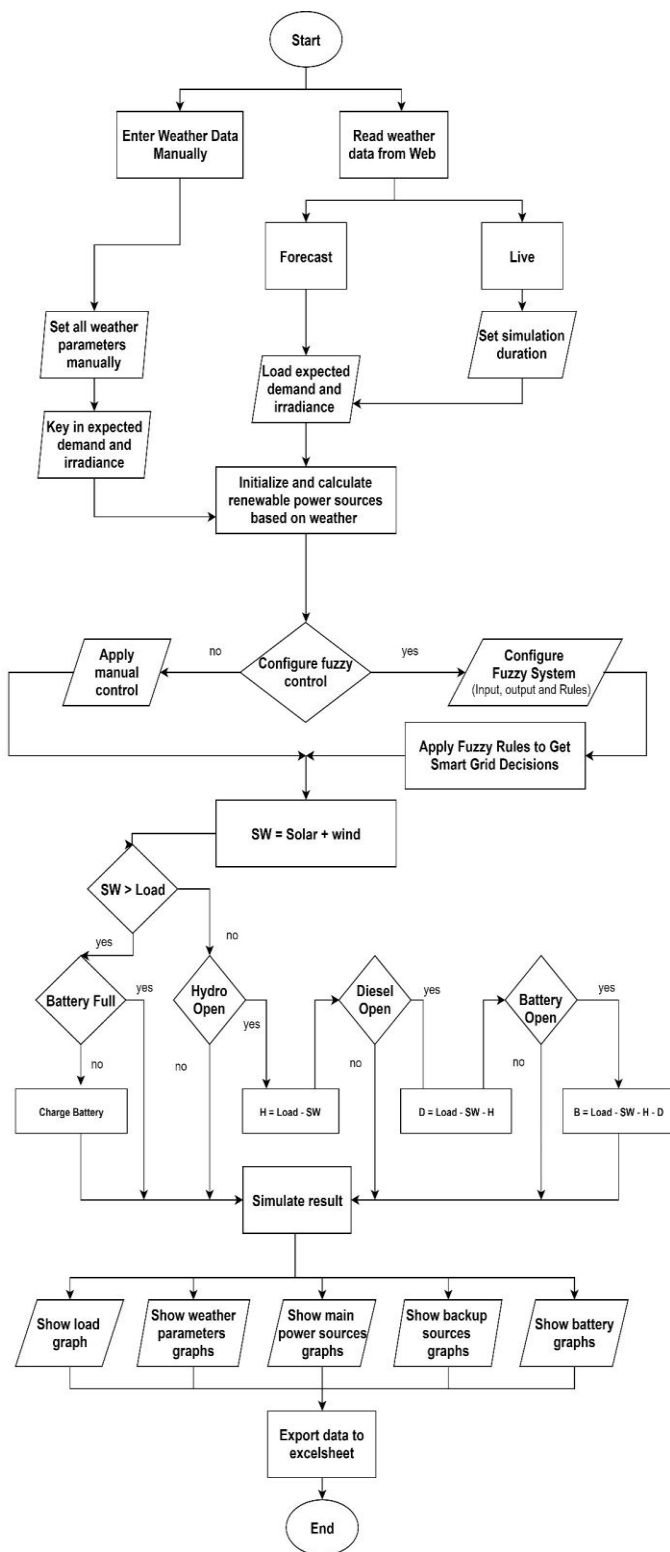 Start
Enter Weather Data
Manually
Read weather
data from Web
Forecast
Live
Set all weather
parameters
manually
Set simulation
duration
Load expected
demand and
irradiance
Key in expected
demand and
irradiance
Initialize and calculate
renewable power sources
based on weather
Apply
manual
control
no
Configure fuzzy
control
yes
Configure
Fuzzy System
(Input, output and Rules)
Apply Fuzzy Rules to Get
Smart Grid Decisions
SW = Solar + wind
SW > Load
yes
no
Battery Full
yes
no
Hydro
Open
yes
no
Diesel
Open
yes
no
Battery
Open
yes
no
Charge Battery
H = Load - SW
D = Load - SW - H
B = Load - SW - H - D
Simulate result
Show load
graph
Show weather
parameters
graphs
Show main
power sources
graphs
Show backup
sources
graphs
Show battery
graphs
Export data to
excelsheet
End